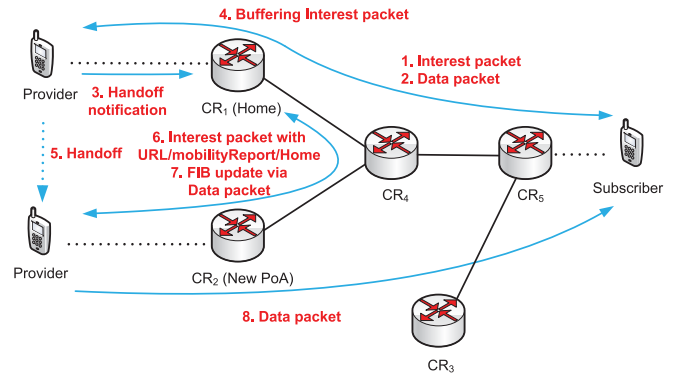 4. Buffering Interest packet
1. Interest packet
2. Data packet
Provider
3. Handoff
notification
CR1 (Home)
5. Handoff
6. Interest packet with
URL/mobilityReport/Home
7. FIB update via
Data packet
CR4
CR5
Subscriber
Provider
CR2 (New PoA)
8. Data packet
CR3